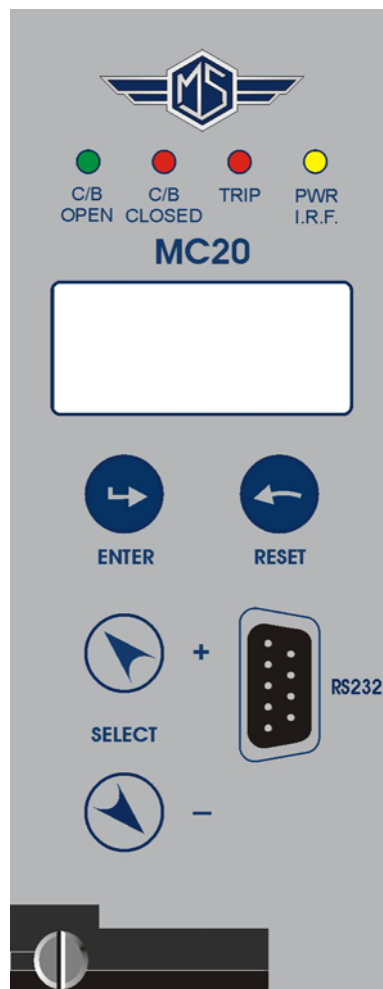 MS
C/B OPEN
C/B CLOSED
TRIP
PWR I.R.F.
MC20
ENTER
RESET
+
RS232
SELECT
–